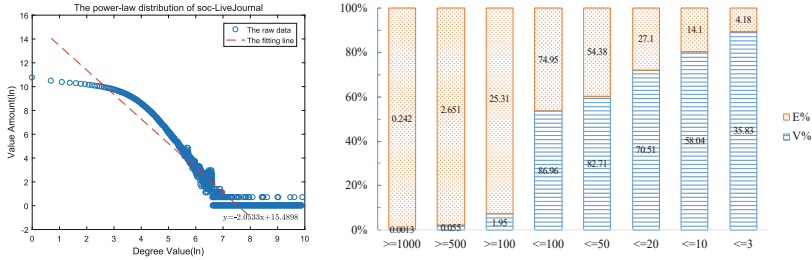 The power-law distribution of soc-LiveJournal
The raw data
The fitting line
Value Amount(ln)
16
14
12
10
8
6
4
2
0
-2
y=-2.0533x+15.4898
0 1 2 3 4 5 6 7 8 9 10
Degree Value(ln)
100%
80%
60%
40%
20%
0%
0.242 2.651 25.31 74.95 54.38 27.1 14.1 4.18
0.0013 0.055 1.95 86.96 82.71 70.51 58.04 35.83
>=1000 >=500 >=100 <=100 <=50 <=20 <=10 <=3
E%
V%